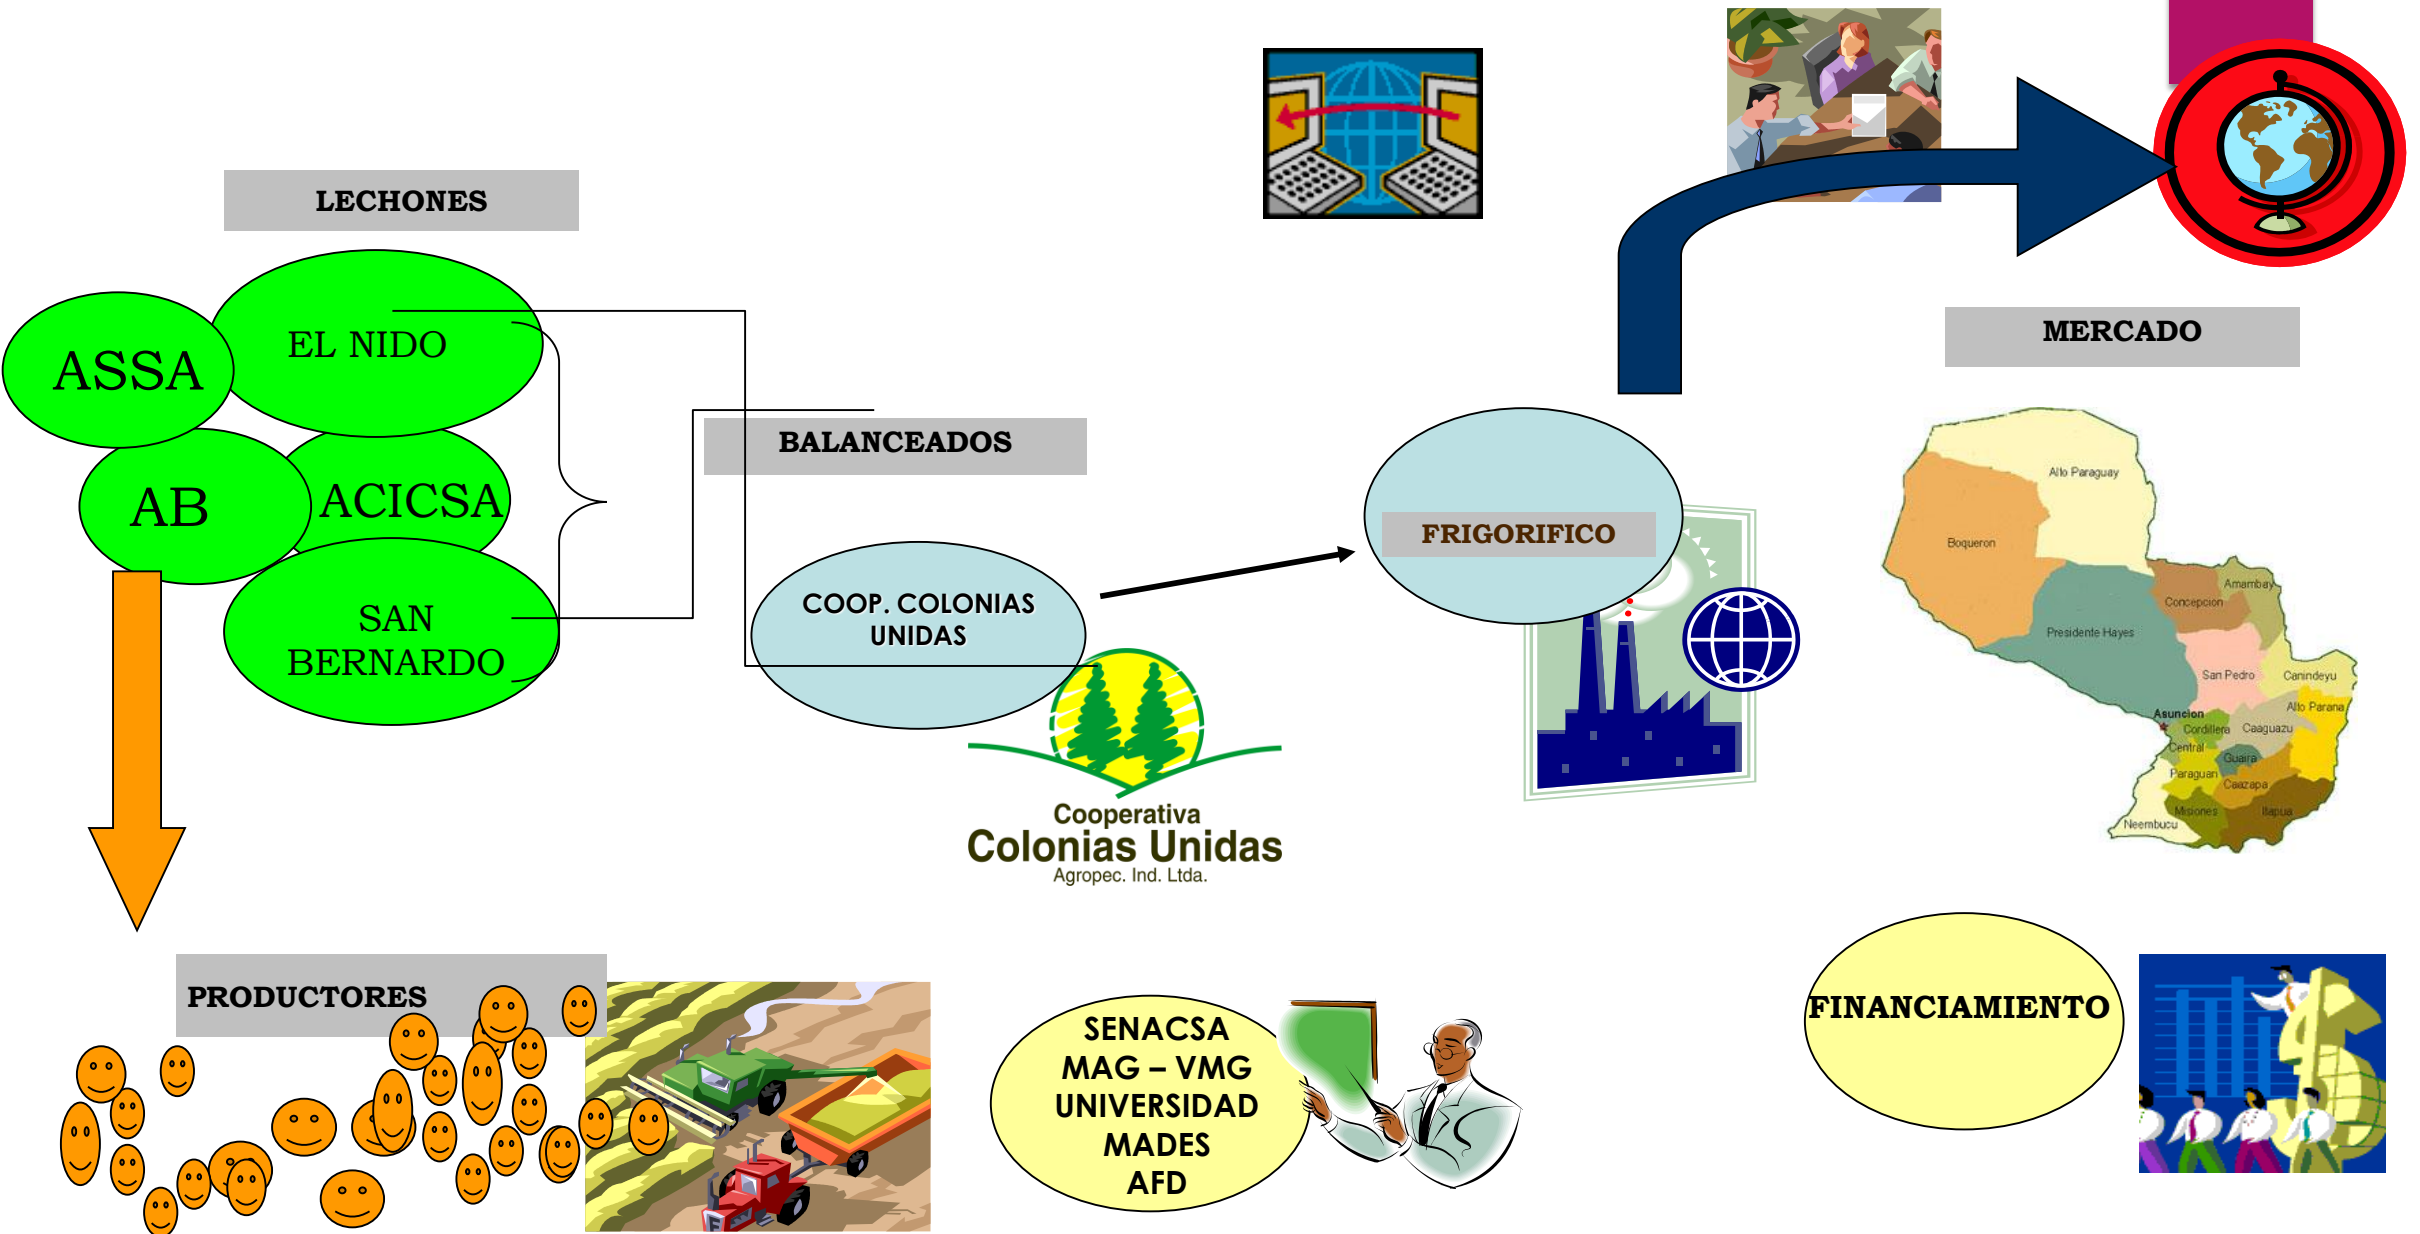 LECHONES
EL NIDO
ASSA
AB
ACICSA
SAN
BERNARDO
BALANCEADOS
COOP. COLONIAS
UNIDAS
Cooperativa
Colonias Unidas
Agropec. Ind. Ltda.
FRIGORIFICO
MERCADO
Alto Paraguay
Boqueron
Amambay
Concepcion
Presidente Hayes
San Pedro
Canindeyu
Alto Parana
Asuncion
Cordillera
Caaguazu
Central
Guaira
Paraguari
Caazapa
Misiones
Itapua
Neembucu
PRODUCTORES
SENACSA
MAG – VMG
UNIVERSIDAD
MADES
AFD
FINANCIAMIENTO